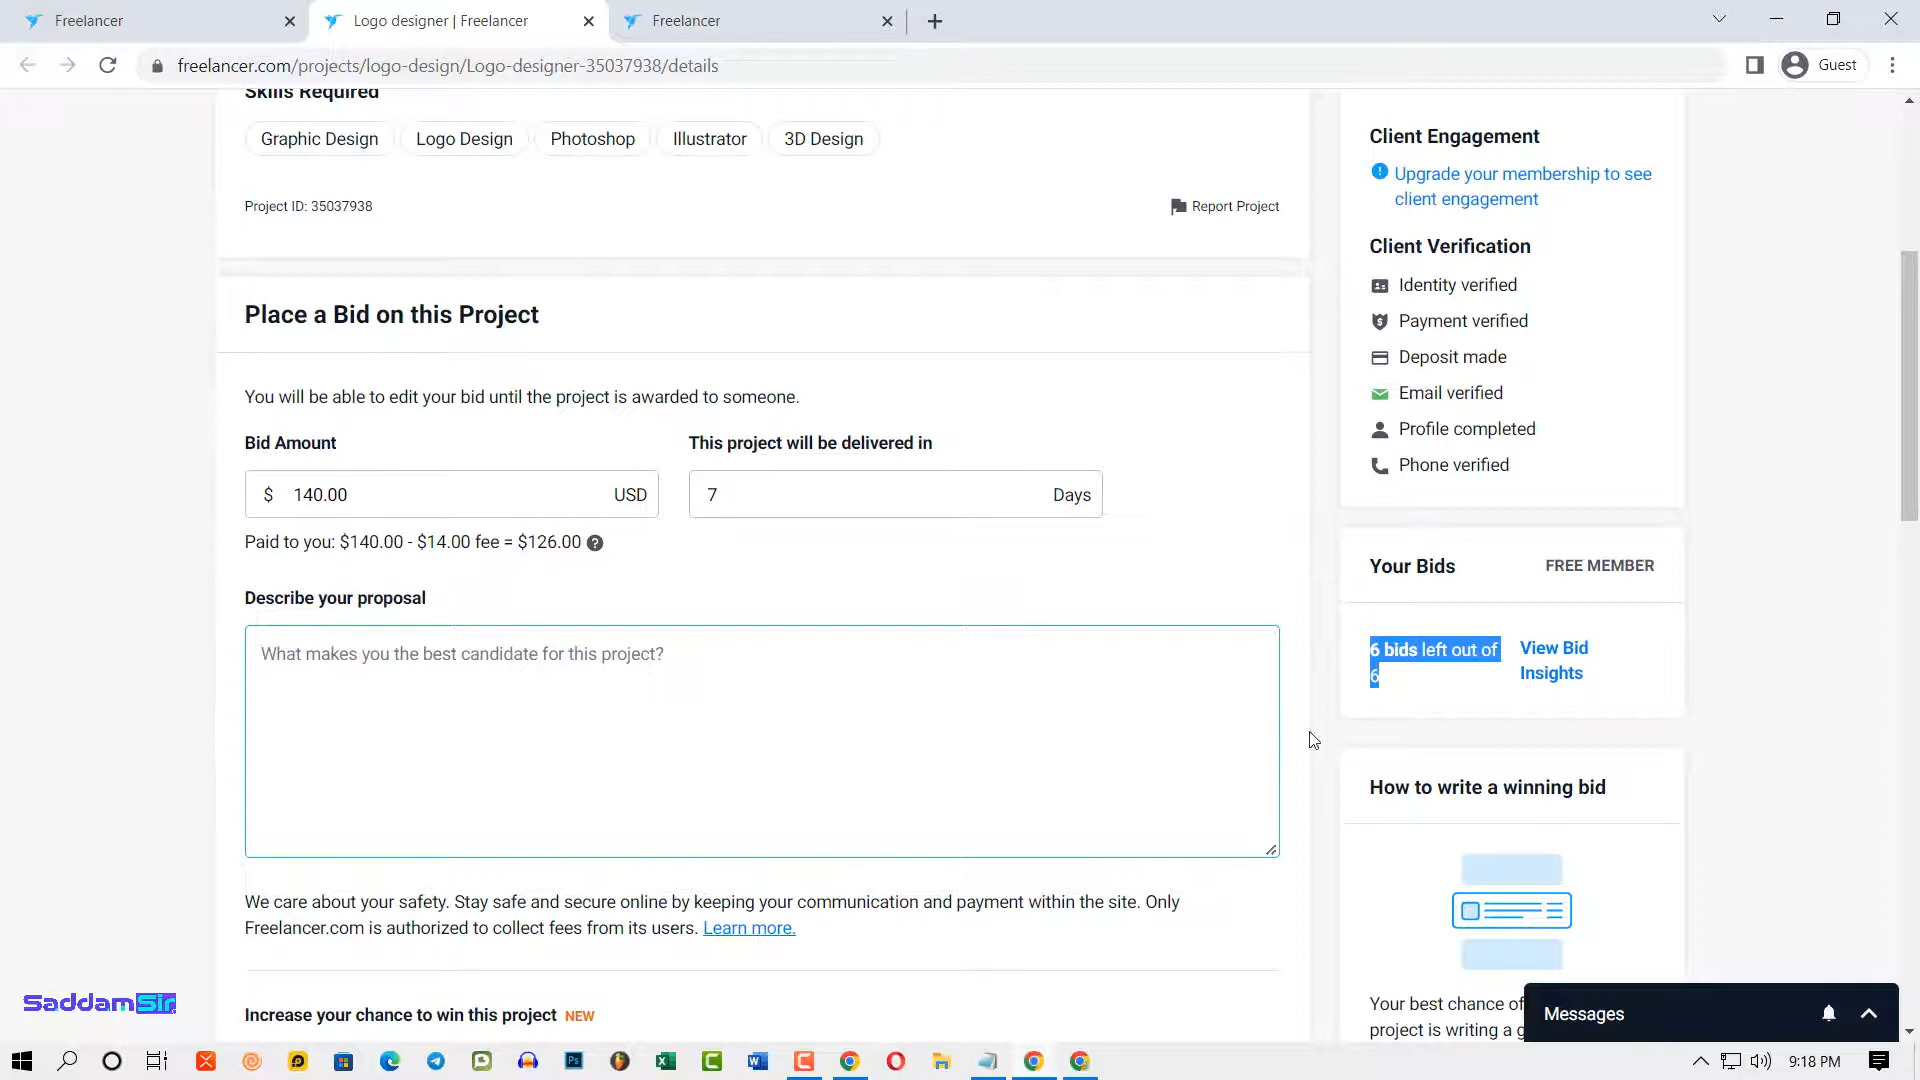 Freelancer
Logo designer | Freelancer
Freelancer
freelancer.com/projects/logo-design/Logo-designer-35037938/details
Guest
Skills Required
Graphic Design
Logo Design
Photoshop
Illustrator
3D Design
Project ID: 35037938
Report Project
Place a Bid on this Project
You will be able to edit your bid until the project is awarded to someone.
Bid Amount
This project will be delivered in
$ 140.00 USD
7 Days
Paid to you: $140.00 - $14.00 fee = $126.00
Describe your proposal
What makes you the best candidate for this project?
We care about your safety. Stay safe and secure online by keeping your communication and payment within the site. Only
Freelancer.com is authorized to collect fees from its users. Learn more.
Increase your chance to win this project NEW
Client Engagement
Upgrade your membership to see
client engagement
Client Verification
Identity verified
Payment verified
Deposit made
Email verified
Profile completed
Phone verified
Your Bids
FREE MEMBER
6 bids left out of
6
View Bid
Insights
How to write a winning bid
Your best chance of
project is writing a g
Messages
SaddamSir
9:18 PM